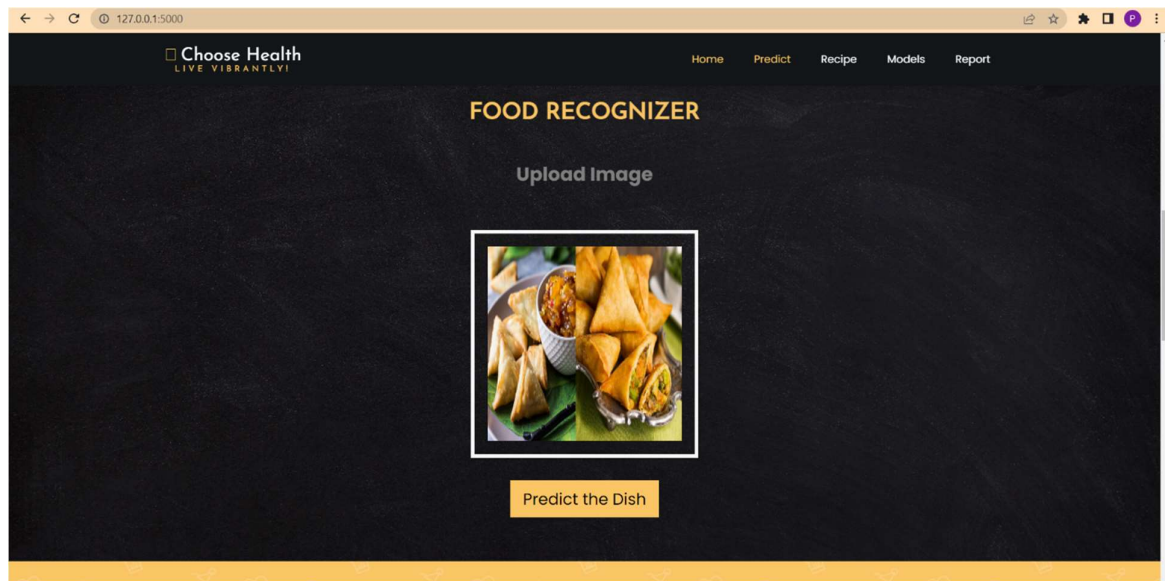 127.0.0.1:5000
P
Choose Health
LIVE VIBRANTLY!
Home Predict Recipe Models Report
FOOD RECOGNIZER
Upload Image
Predict the Dish